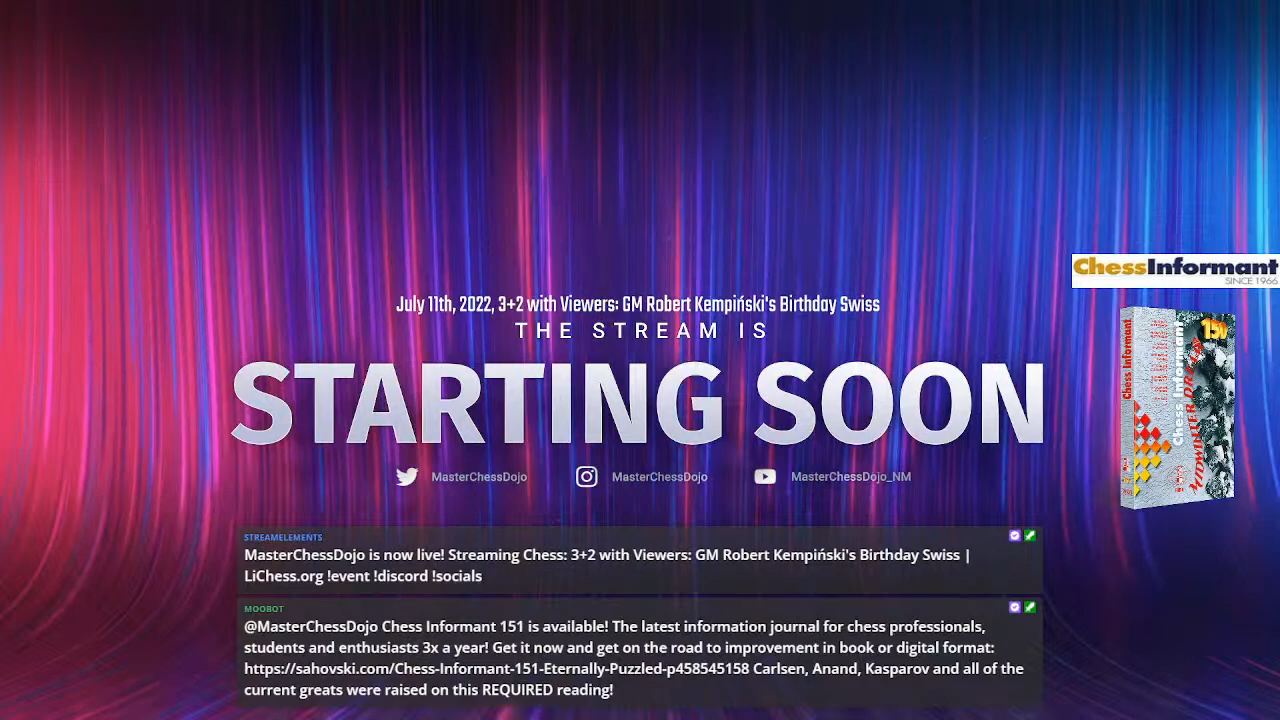 July 11th, 2022, 3+2 with Viewers: GM Robert Kempiński's Birthday Swiss
THE STREAM IS
STARTING SOON
MasterChessDojo
MasterChessDojo
MasterChessDojo_NM
ChessInformant
SINCE 1966
150
Chess Informant
Chess Informant
STREAMELEMENTS
MasterChessDojo is now live! Streaming Chess: 3+2 with Viewers: GM Robert Kempiński's Birthday Swiss |
LiChess.org !event !discord !socials
MOOBOT
@MasterChessDojo Chess Informant 151 is available! The latest information journal for chess professionals,
students and enthusiasts 3x a year! Get it now and get on the road to improvement in book or digital format:
https://sahovski.com/Chess-Informant-151-Eternally-Puzzled-p458545158 Carlsen, Anand, Kasparov and all of the
current greats were raised on this REQUIRED reading!